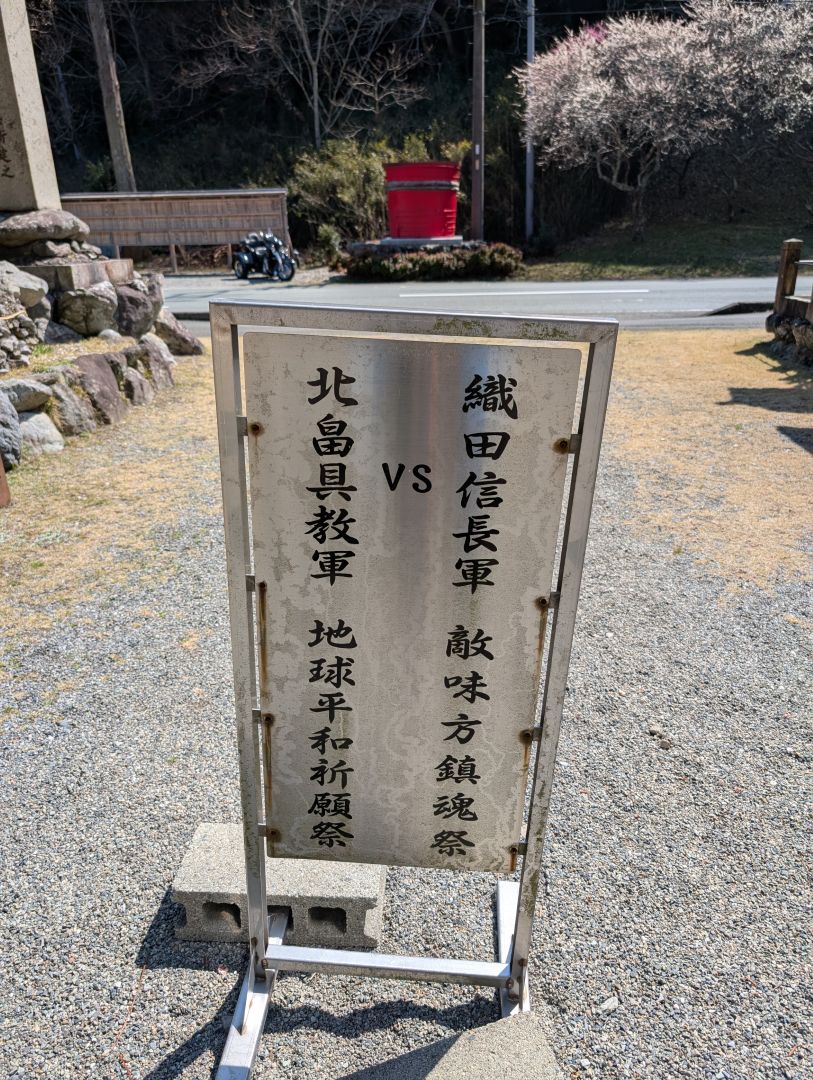 織田信長軍 敵味方鎮魂祭
VS
北畠具教軍 地球平和祈願祭